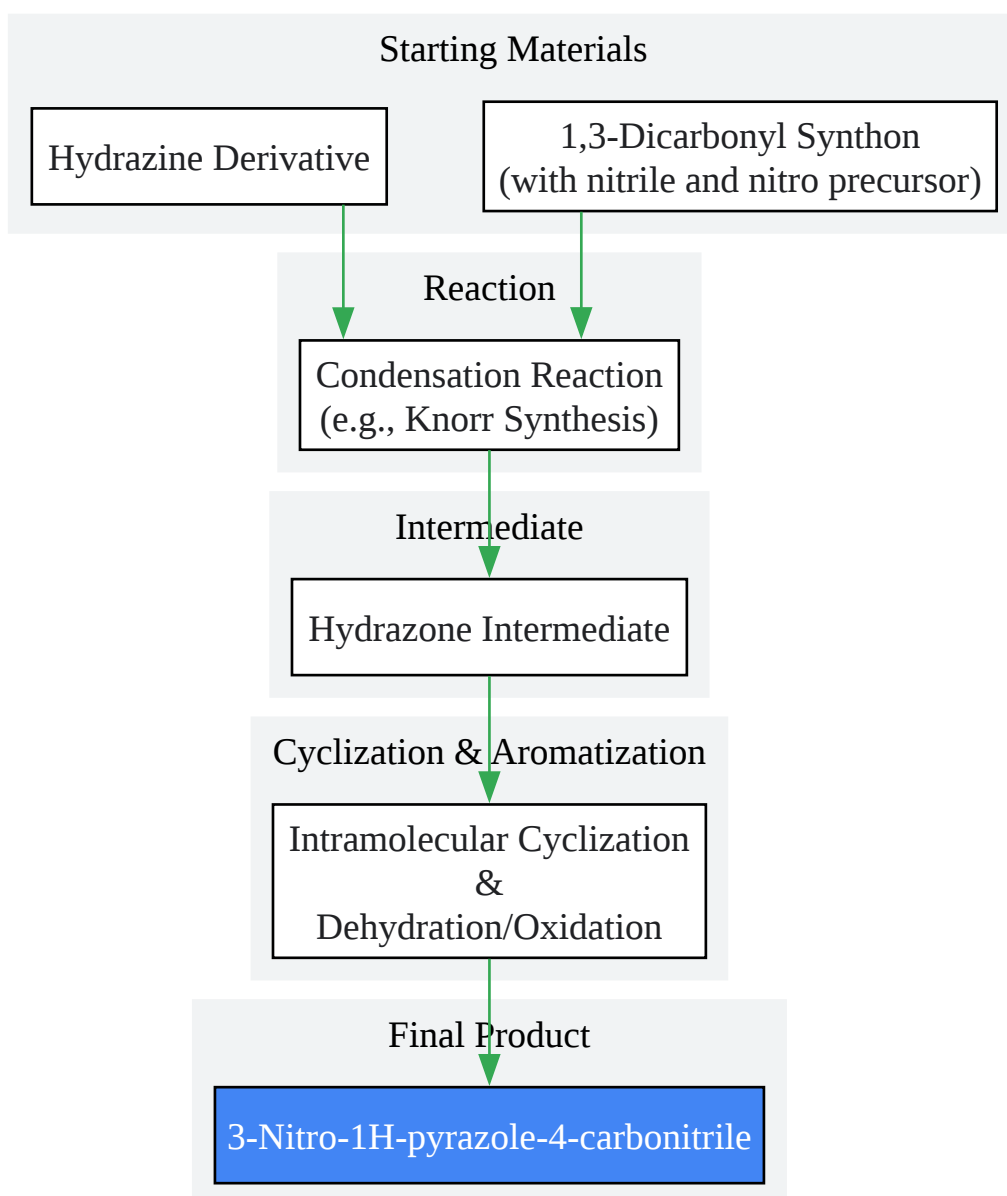 Starting Materials
Hydrazine Derivative
1,3-Dicarbonyl Synthon
(with nitrile and nitro precursor)
Reaction
Condensation Reaction
(e.g., Knorr Synthesis)
Intermediate
Hydrazone Intermediate
Cyclization & Aromatization
Intramolecular Cyclization
&
Dehydration/Oxidation
Final Product
3-Nitro-1H-pyrazole-4-carbonitrile